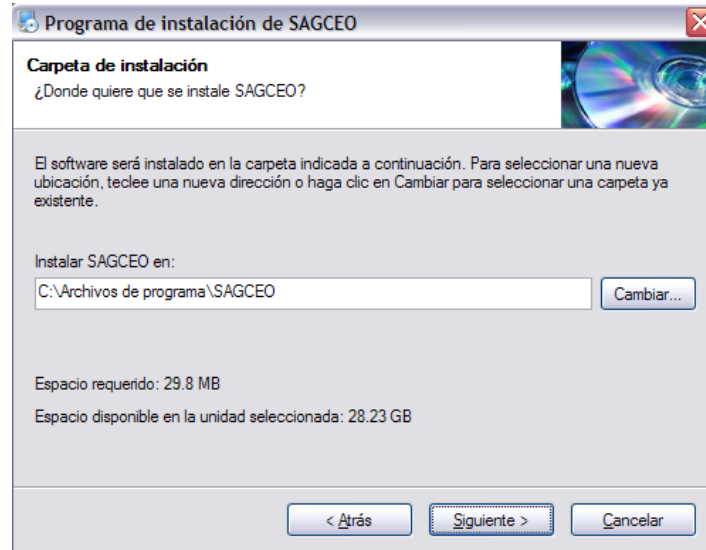 Programa de instalación de SAGCEO
Carpeta de instalación
¿Donde quiere que se instale SAGCEO?
El software será instalado en la carpeta indicada a continuación. Para seleccionar una nueva
ubicación, teclee una nueva dirección o haga clic en Cambiar para seleccionar una carpeta ya
existente.
Instalar SAGCEO en:
C:\Archivos de programa\SAGCEO
Cambiar...
Espacio requerido: 29.8 MB
Espacio disponible en la unidad seleccionada: 28.23 GB
< Atrás
Siguiente >
Cancelar